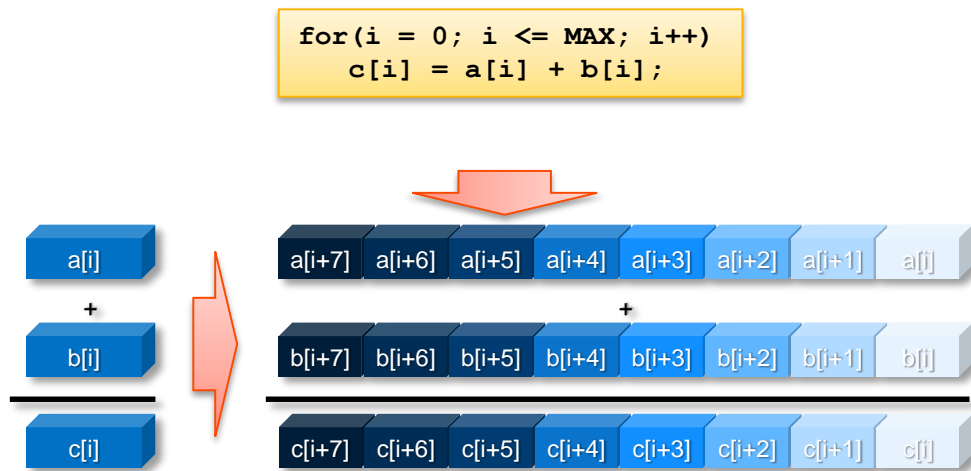 for(i = 0; i <= MAX; i++)
c[i] = a[i] + b[i];
a[i]
+
b[i]
c[i]
a[i+7] a[i+6] a[i+5] a[i+4] a[i+3] a[i+2] a[i+1] a[i]
+
b[i+7] b[i+6] b[i+5] b[i+4] b[i+3] b[i+2] b[i+1] b[i]
c[i+7] c[i+6] c[i+5] c[i+4] c[i+3] c[i+2] c[i+1] c[i]